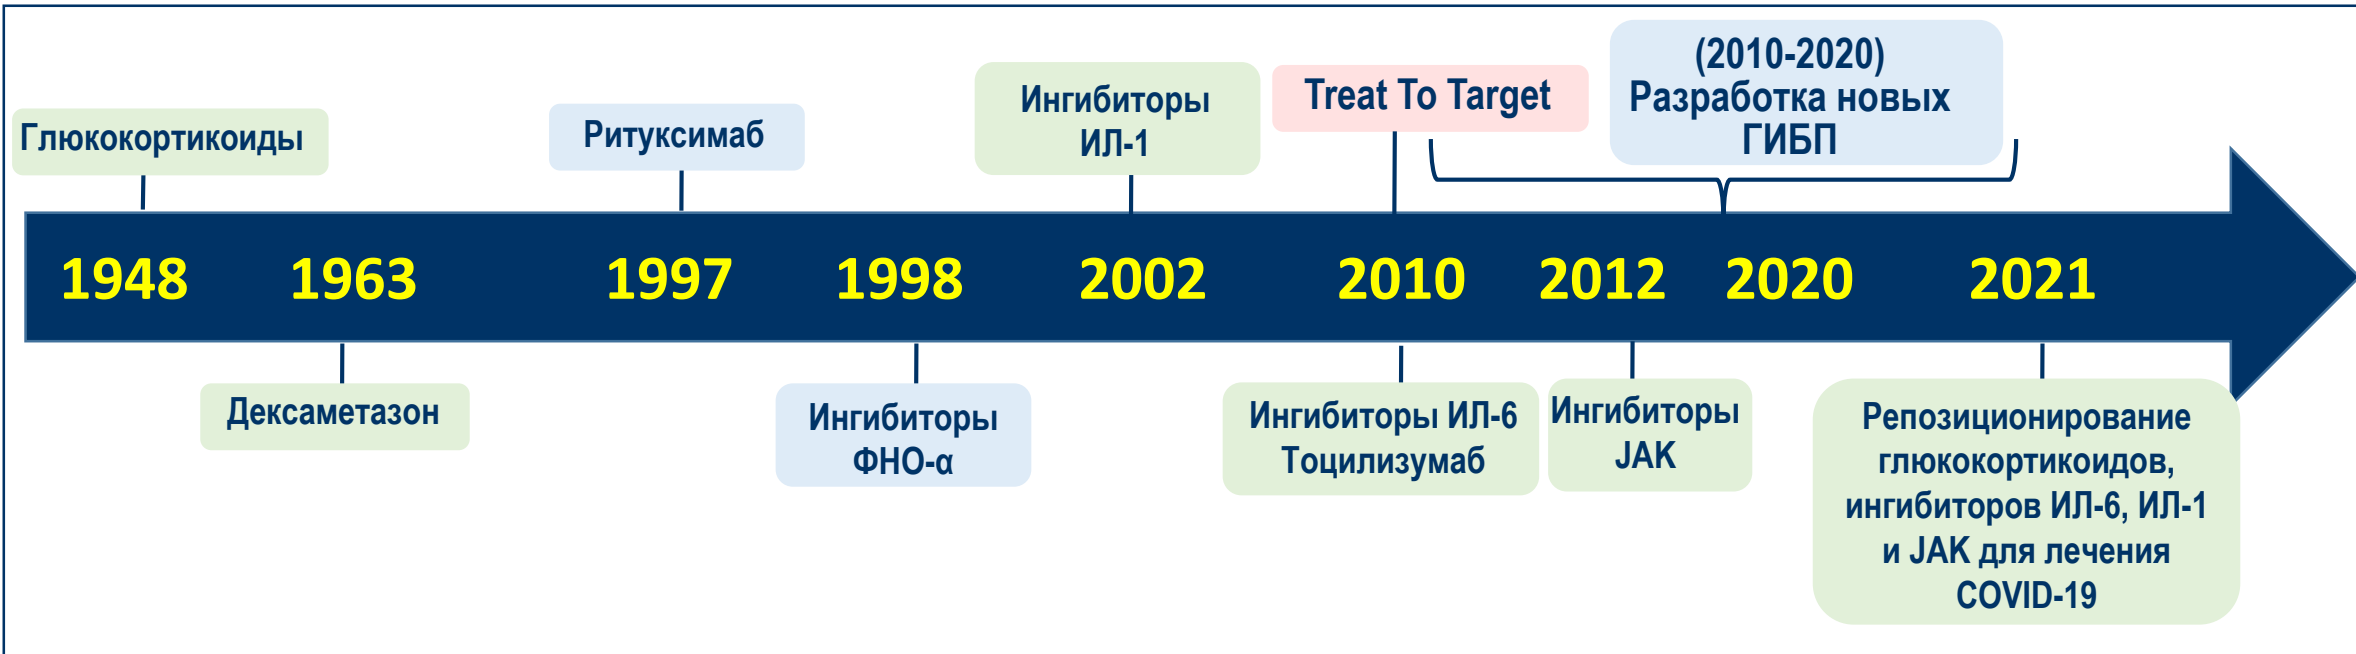 Глюкокортикоиды
Ритуксимаб
Ингибиторы
ИЛ-1
Treat To Target
(2010-2020)
Разработка новых
ГИБП
1948
1963
1997
1998
2002
2010
2012
2020
2021
Дексаметазон
Ингибиторы
ФНО-α
Ингибиторы ИЛ-6
Тоцилизумаб
Ингибиторы
JAK
Репозиционирование
глюкокортикоидов,
ингибиторов ИЛ-6, ИЛ-1
и JAK для лечения
COVID-19